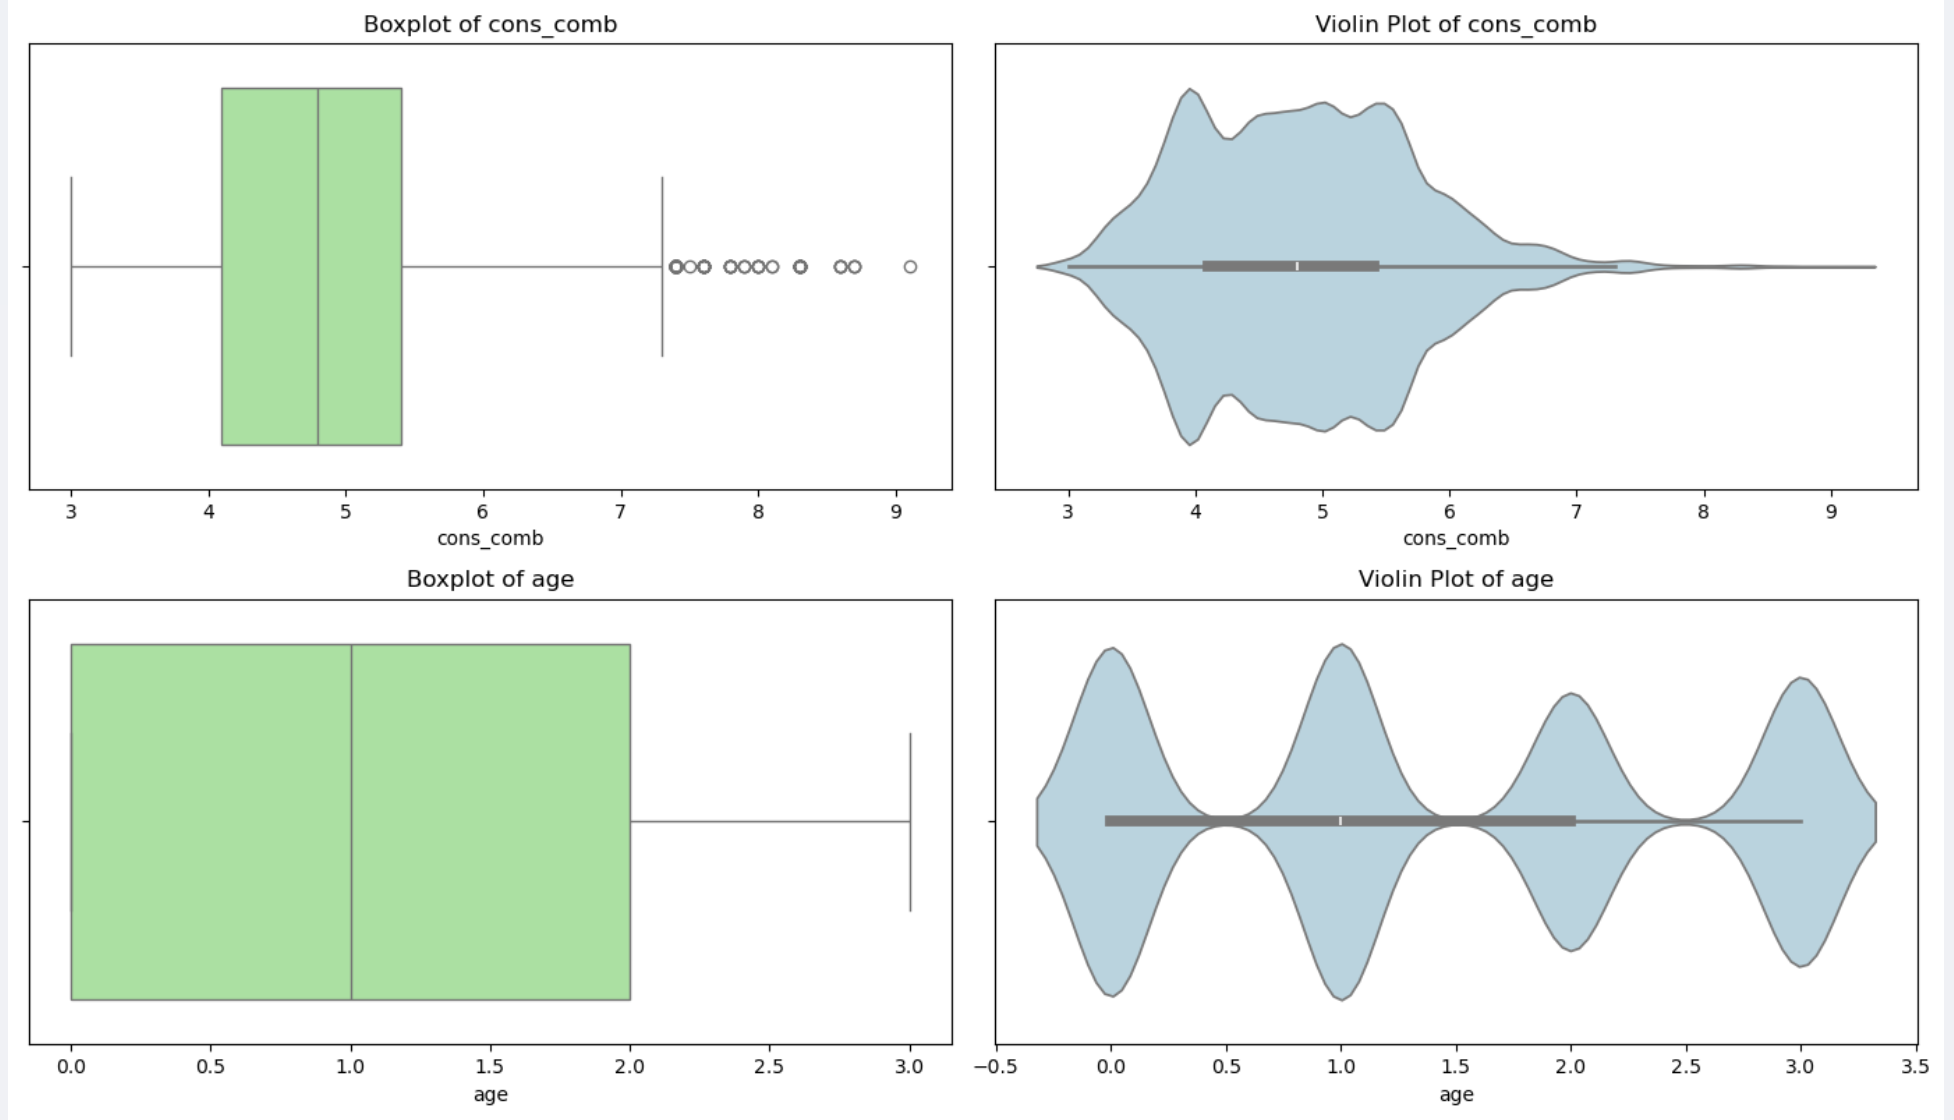 Boxplot of cons_comb
Violin Plot of cons_comb
3 4 5 6 7 8 9
3 4 5 6 7 8 9
cons_comb
cons_comb
Boxplot of age
Violin Plot of age
0.0 0.5 1.0 1.5 2.0 2.5 3.0
−0.5 0.0 0.5 1.0 1.5 2.0 2.5 3.0 3.5
age
age